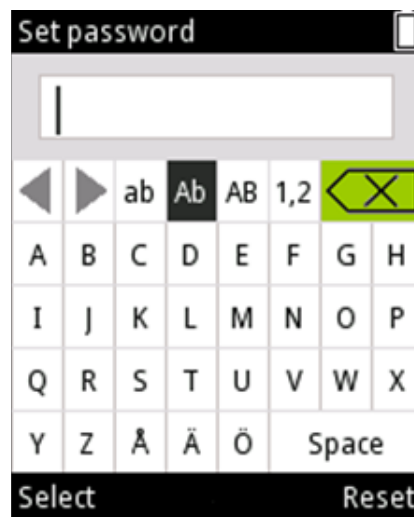 Set password
ab Ab AB 1,2
A B C D E F G H
I J K L M N O P
Q R S T U V W X
Y Z Å Ä Ö Space
Select Reset